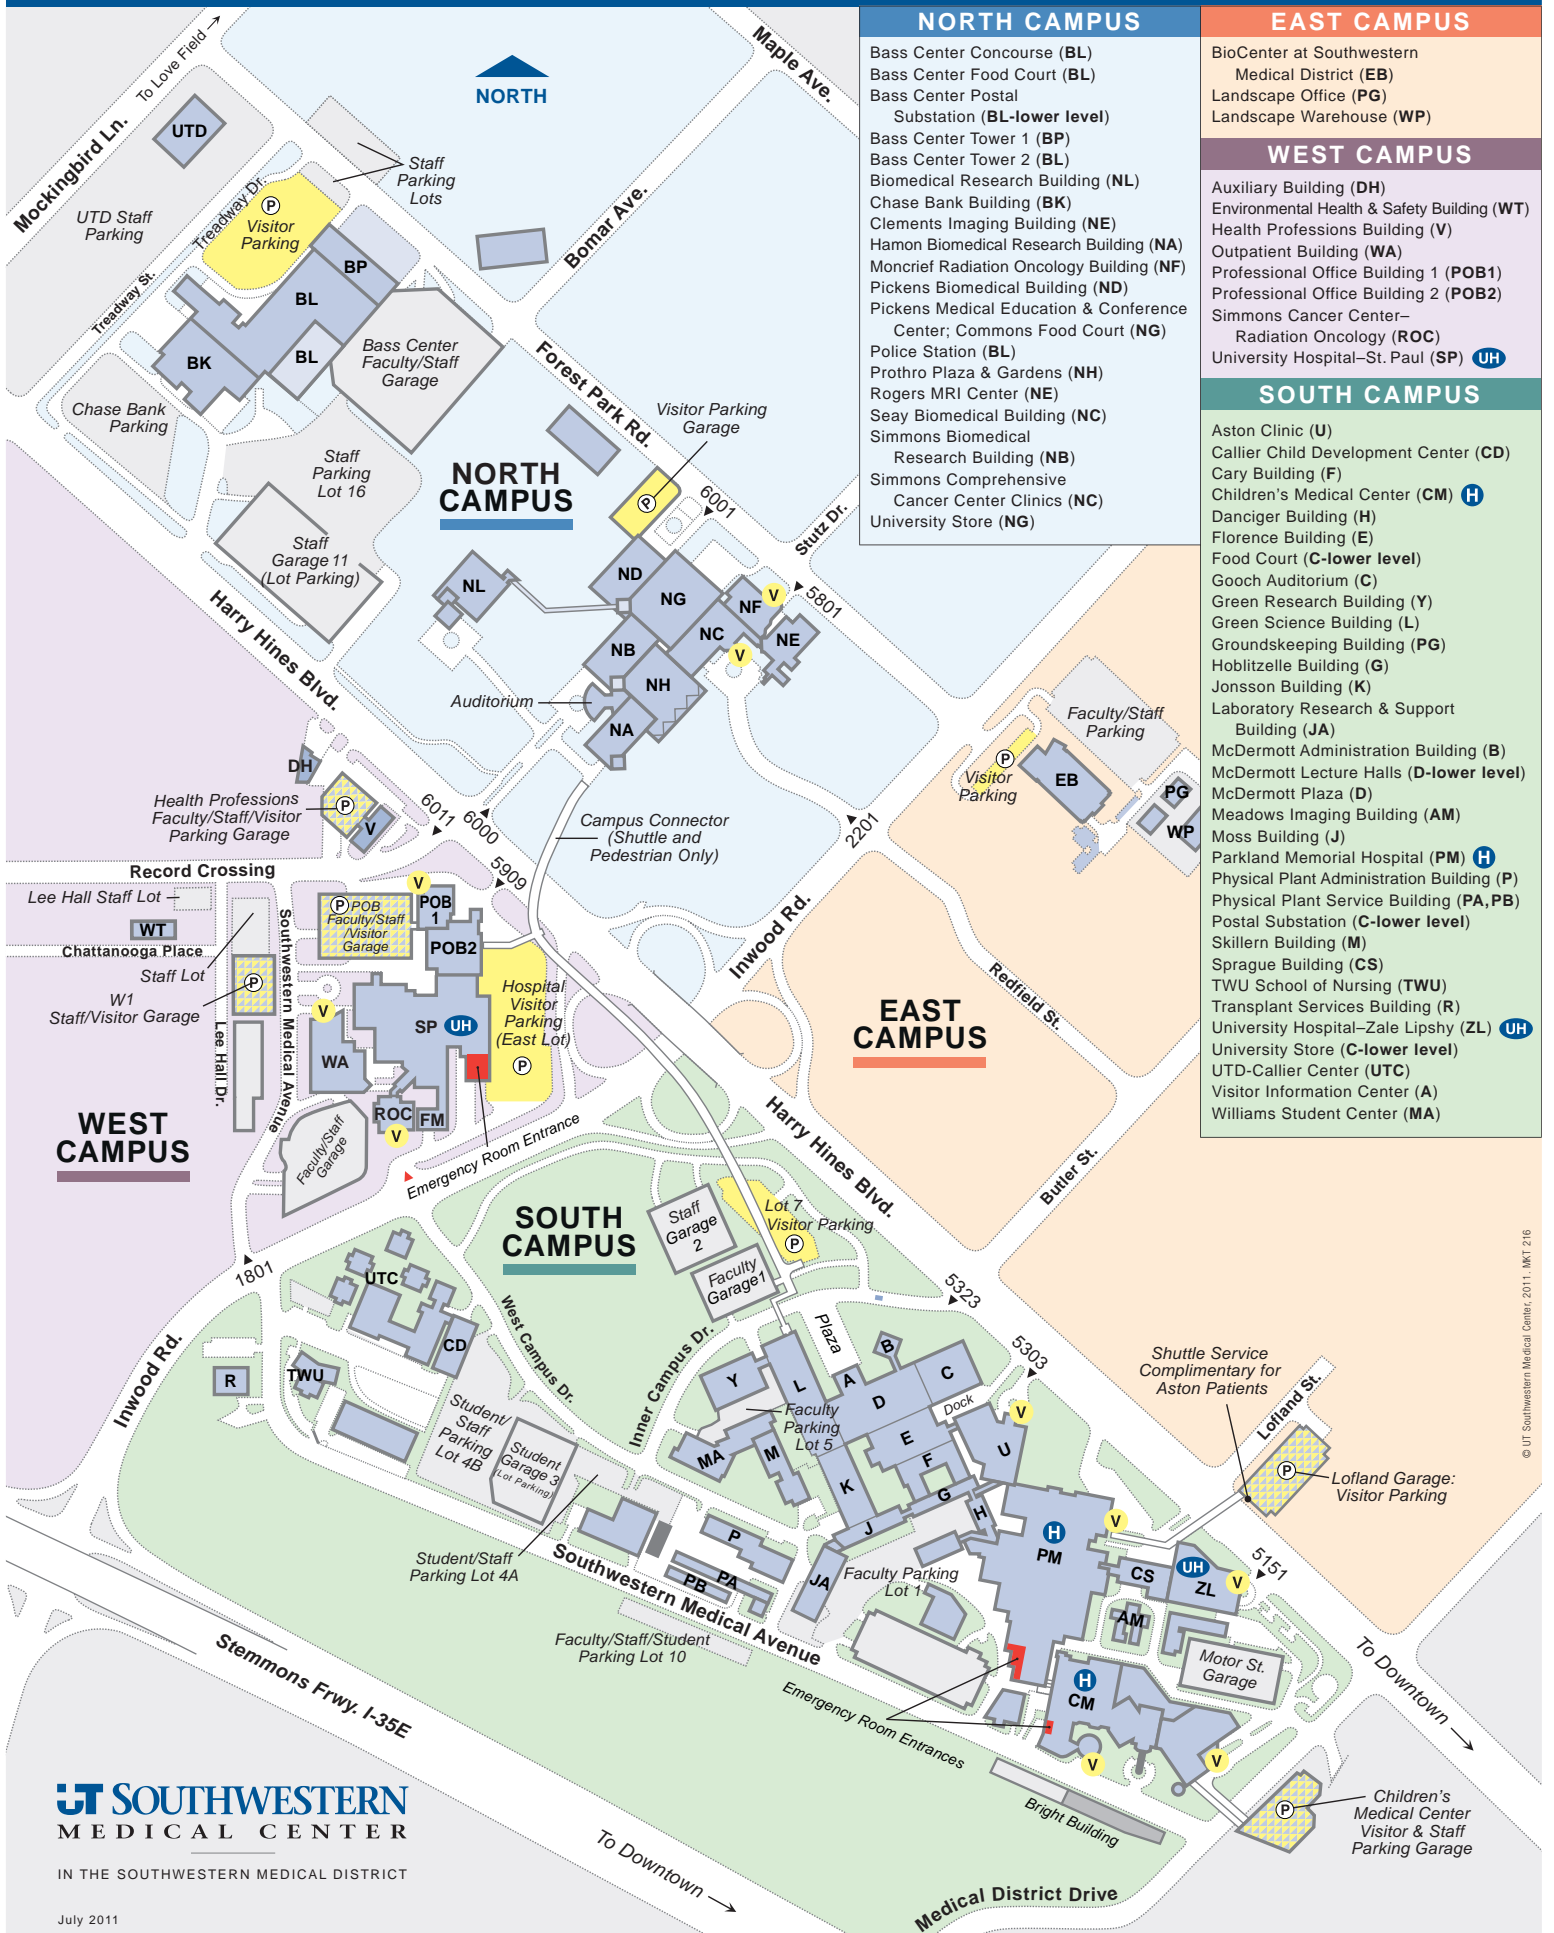 NORTH CAMPUS
Bass Center Concourse (BL)
Bass Center Food Court (BL)
Bass Center Postal
Substation (BL-lower level)
Bass Center Tower 1 (BP)
Bass Center Tower 2 (BL)
Biomedical Research Building (NL)
Chase Bank Building (BK)
Clements Imaging Building (NE)
Hamon Biomedical Research Building (NA)
Moncrief Radiation Oncology Building (NF)
Pickens Biomedical Building (ND)
Pickens Medical Education & Conference
Center; Commons Food Court (NG)
Police Station (BL)
Prothro Plaza & Gardens (NH)
Rogers MRI Center (NE)
Seay Biomedical Building (NC)
Simmons Biomedical
Research Building (NB)
Simmons Comprehensive
Cancer Center Clinics (NC)
University Store (NG)
EAST CAMPUS
BioCenter at Southwestern
Medical District (EB)
Landscape Office (PG)
Landscape Warehouse (WP)
WEST CAMPUS
Auxiliary Building (DH)
Environmental Health & Safety Building (WT)
Health Professions Building (V)
Outpatient Building (WA)
Professional Office Building 1 (POB1)
Professional Office Building 2 (POB2)
Simmons Cancer Center–
Radiation Oncology (ROC)
University Hospital–St. Paul (SP) UH
SOUTH CAMPUS
Aston Clinic (U)
Callier Child Development Center (CD)
Cary Building (F)
Children's Medical Center (CM) H
Danciger Building (H)
Florence Building (E)
Food Court (C-lower level)
Gooch Auditorium (C)
Green Research Building (Y)
Green Science Building (L)
Groundskeeping Building (PG)
Hoblitzelle Building (G)
Jonsson Building (K)
Laboratory Research & Support
Building (JA)
McDermott Administration Building (B)
McDermott Lecture Halls (D-lower level)
McDermott Plaza (D)
Meadows Imaging Building (AM)
Moss Building (J)
Parkland Memorial Hospital (PM) H
Physical Plant Administration Building (P)
Physical Plant Service Building (PA,PB)
Postal Substation (C-lower level)
Skillern Building (M)
Sprague Building (CS)
TWU School of Nursing (TWU)
Transplant Services Building (R)
University Hospital–Zale Lipshy (ZL) UH
University Store (C-lower level)
UTD-Callier Center (UTC)
Visitor Information Center (A)
Williams Student Center (MA)
To Love Field
Mockingbird Ln.
NORTH
Maple Ave.
UTD
Staff
Parking
Lots
UTD Staff
Parking
Treadway Dr.
P
Visitor
Parking
Bomar Ave.
Treadway St.
BP
BL
BL
BK
Bass Center
Faculty/Staff
Garage
Forest Park Rd.
Chase Bank
Parking
Visitor Parking
Garage
Staff
Parking
Lot 16
NORTH
CAMPUS
P
6001
Stutz Dr.
Staff
Garage 11
(Lot Parking)
NL
ND
NG
NF
V
5801
NC
NE
V
NB
NH
NA
Harry Hines Blvd.
Auditorium
DH
Faculty/Staff
Parking
P
Visitor
Parking
EB
PG
WP
Health Professions
Faculty/Staff/Visitor
Parking Garage
P
V
6011
6000
Campus Connector
(Shuttle and
Pedestrian Only)
2201
Record Crossing
5909
Lee Hall Staff Lot
V
P
POB
Faculty/Staff
/Visitor
Garage
POB
1
POB2
WT
Chattanooga Place
Staff Lot
W1
Staff/Visitor Garage
P
Southwestern Medical Avenue
Lee Hall Dr.
Inwood Rd.
Redfield St.
Hospital
Visitor
Parking
(East Lot)
P
V
SP UH
WA
EAST
CAMPUS
ROC
FM
V
WEST
CAMPUS
Faculty/Staff
Garage
Emergency Room Entrance
Harry Hines Blvd.
Butler St.
SOUTH
CAMPUS
Staff
Garage
2
Lot 7
Visitor Parking
P
Faculty
Garage1
1801
UTC
5323
West Campus Dr.
Inner Campus Dr.
Plaza
Inwood Rd.
CD
R
TWU
B
5303
Shuttle Service
Complimentary for
Aston Patients
Lofland St.
Y
L
A
C
D
Dock
V
Faculty
Parking
Lot 5
Student/
Staff
Parking
Lot 4B
Student
Garage 3
(Lot Parking)
MA
M
E
F
U
K
G
H
J
P
Lofland Garage:
Visitor Parking
H
PM
V
P
Student/Staff
Parking Lot 4A
Southwestern Medical Avenue
PB
PA
JA
Faculty Parking
Lot 1
CS
UH
ZL
V
5151
AM
Faculty/Staff/Student
Parking Lot 10
Motor St.
Garage
To Downtown
Emergency Room Entrances
H
CM
V
V
Stemmons Frwy. I-35E
Bright Building
P
Children's
Medical Center
Visitor & Staff
Parking Garage
To Downtown
Medical District Drive
UT SOUTHWESTERN
MEDICAL CENTER
IN THE SOUTHWESTERN MEDICAL DISTRICT
July 2011
© UT Southwestern Medical Center, 2011. MKT 216